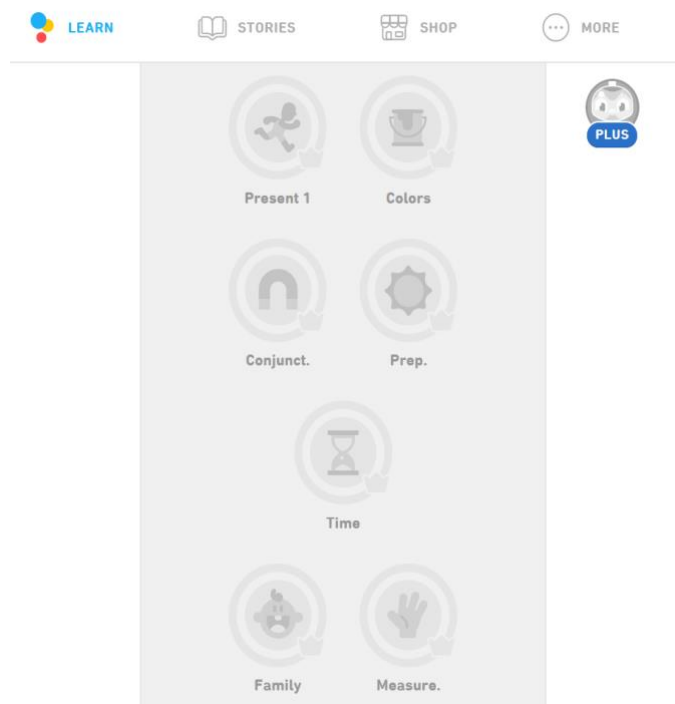 LEARN STORIES SHOP MORE
PLUS
Present 1 Colors
Conjunct. Prep.
Time
Family Measure.